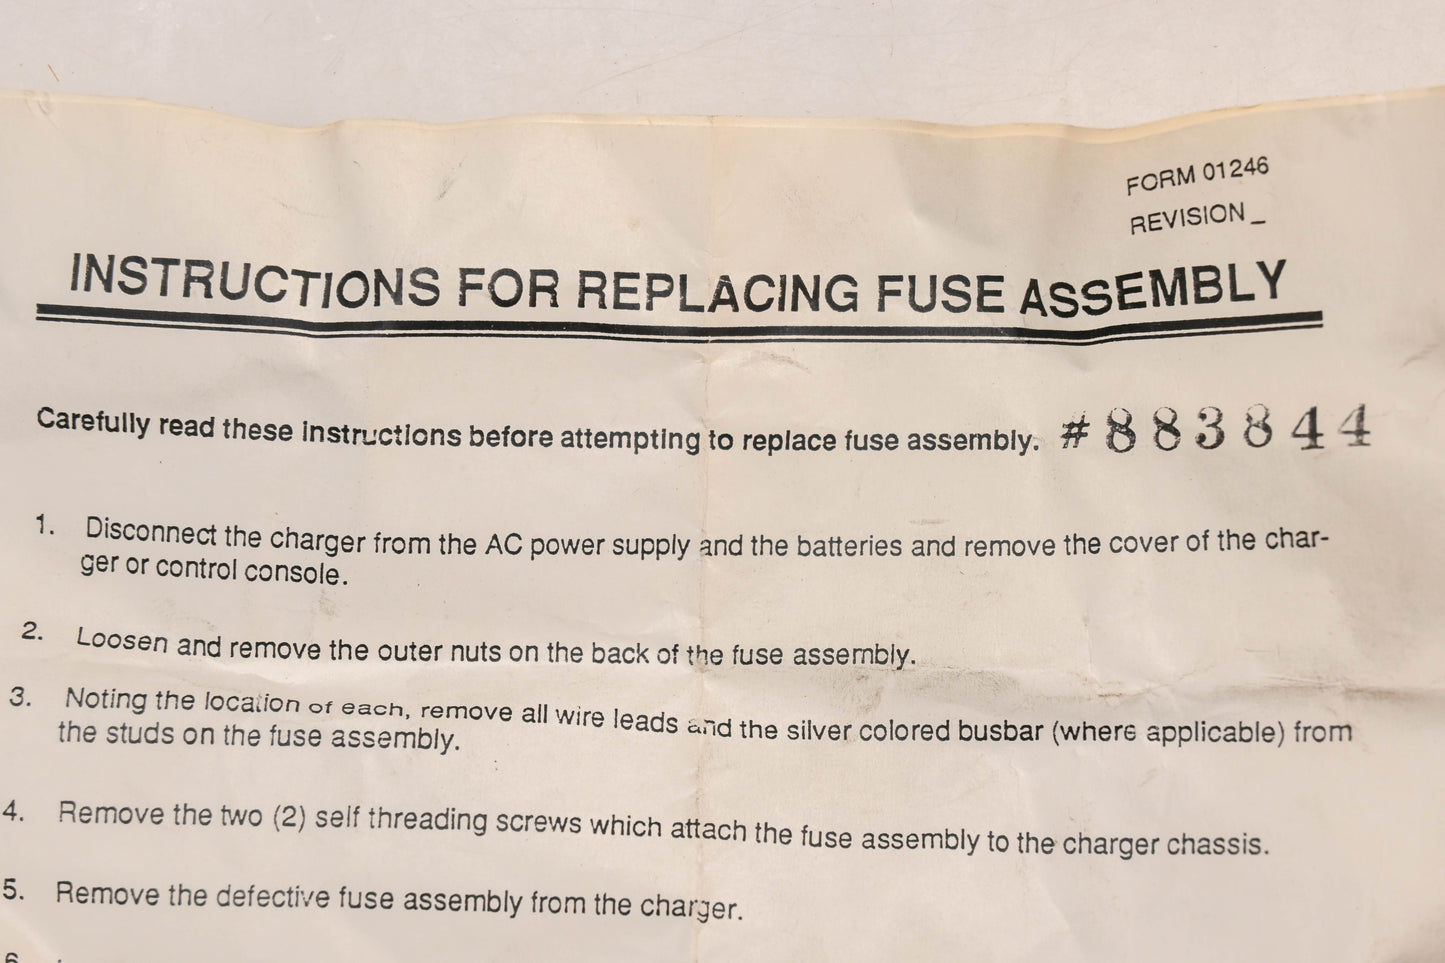 FORM 01246
REVISION _
INSTRUCTIONS FOR REPLACING FUSE ASSEMBLY
Carefully read these instructions before attempting to replace fuse assembly. #883844
1. Disconnect the charger from the AC power supply and the batteries and remove the cover of the char-
ger or control console.
2. Loosen and remove the outer nuts on the back of the fuse assembly.
3. Noting the location of each, remove all wire leads and the silver colored busbar (where applicable) from
the studs on the fuse assembly.
4. Remove the two (2) self threading screws which attach the fuse assembly to the charger chassis.
5. Remove the defective fuse assembly from the charger.
6.